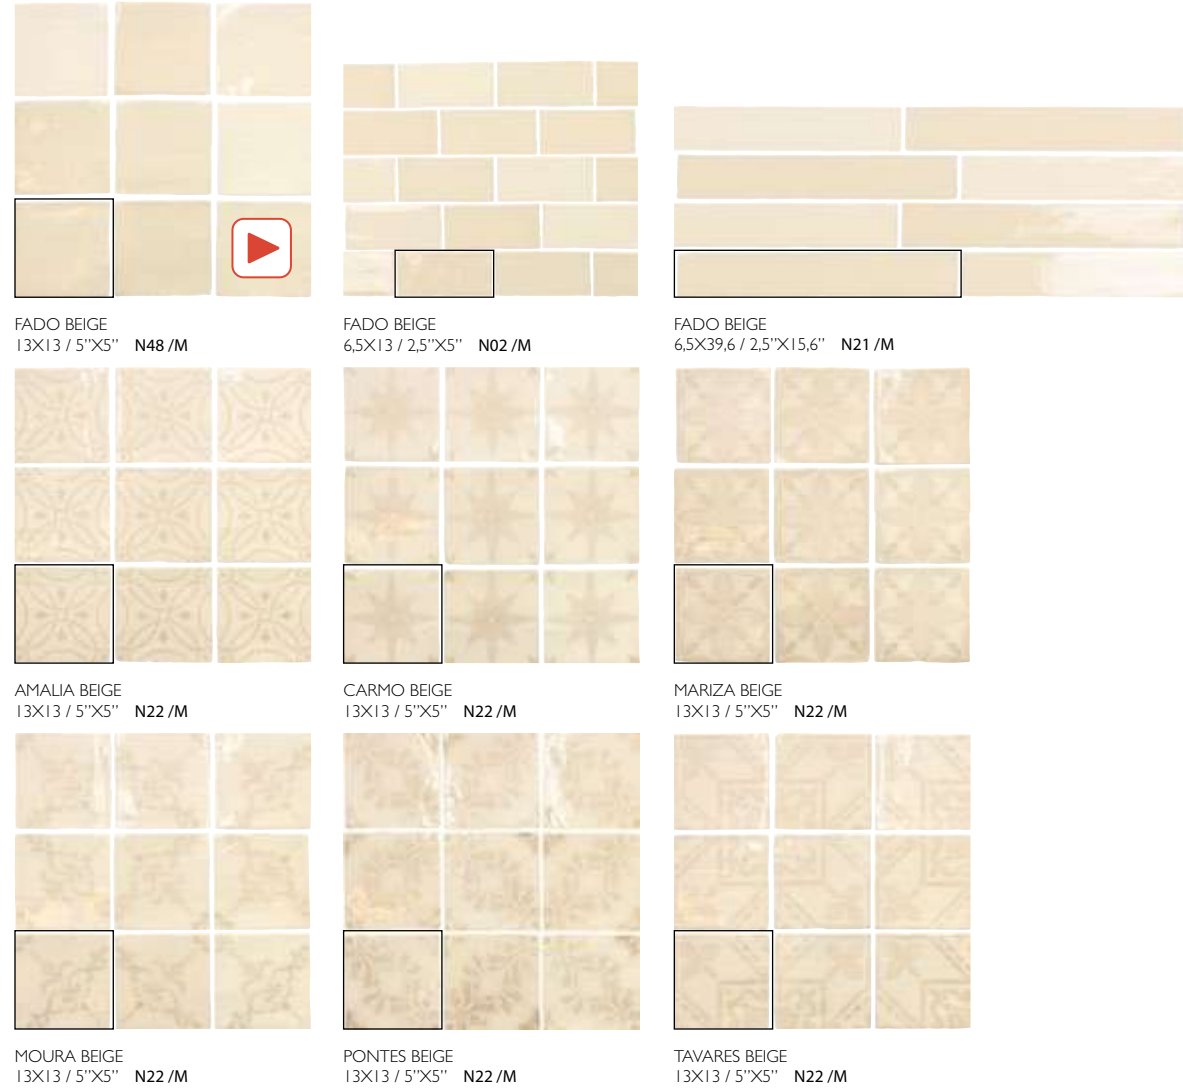 FADO BEIGE
13X13 / 5”X5” N48 /M
FADO BEIGE
6,5X13 / 2,5”X5” N02 /M
FADO BEIGE
6,5X39,6 / 2,5”X15,6” N21 /M
AMALIA BEIGE
13X13 / 5”X5” N22 /M
CARMO BEIGE
13X13 / 5”X5” N22 /M
MARIZA BEIGE
13X13 / 5”X5” N22 /M
MOURA BEIGE
13X13 / 5”X5” N22 /M
PONTES BEIGE
13X13 / 5”X5” N22 /M
TAVARES BEIGE
13X13 / 5”X5” N22 /M